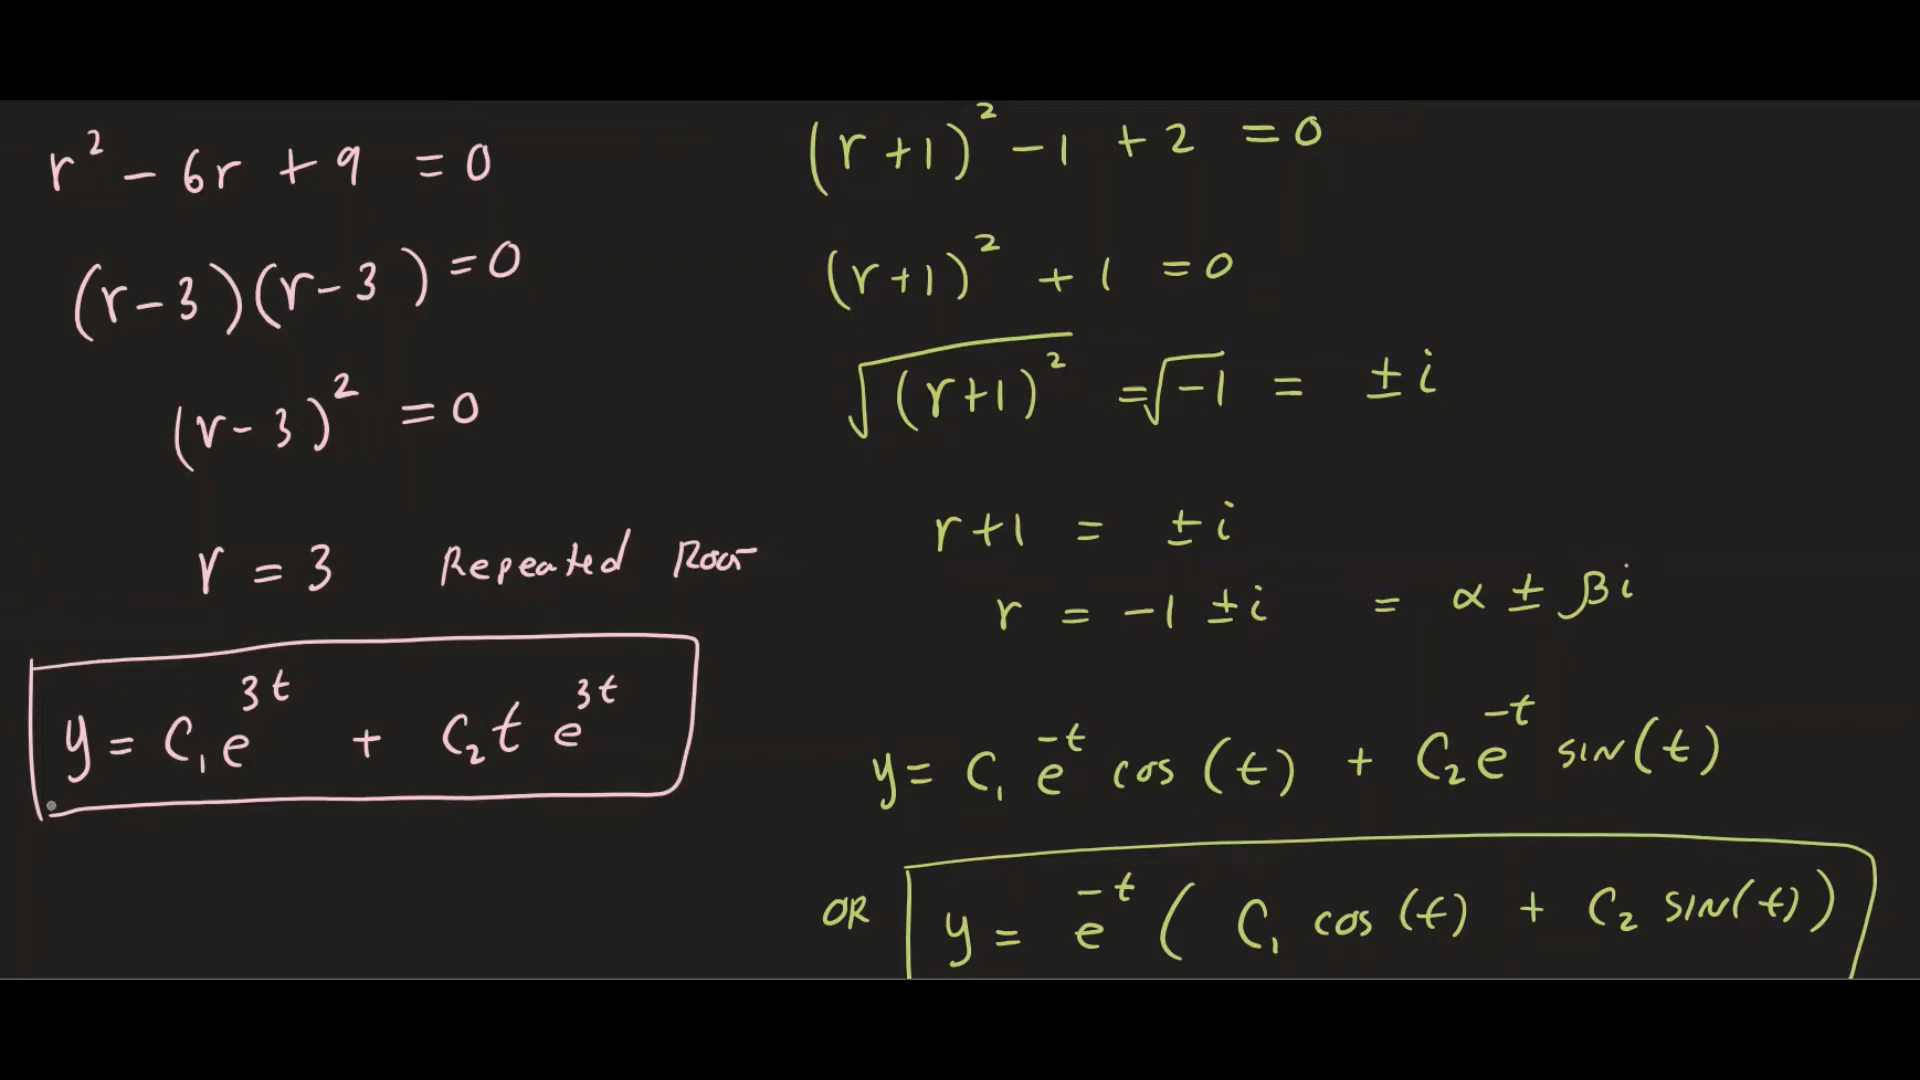 r² - 6r + 9 = 0
(r-3)(r-3) = 0
(r-3)² = 0
r = 3 Repeated Root
y = C₁e^{3t} + C₂te^{3t}
(r+1)² - 1 + 2 = 0
(r+1)² + 1 = 0
√(r+1)² = √-1 = ±i
r+1 = ±i
r = -1 ±i = α ± βi
y = C₁ e^{-t} cos(t) + C₂e^{-t} sin(t)
OR y = e^{-t} ( C₁ cos(t) + C₂ sin(t))